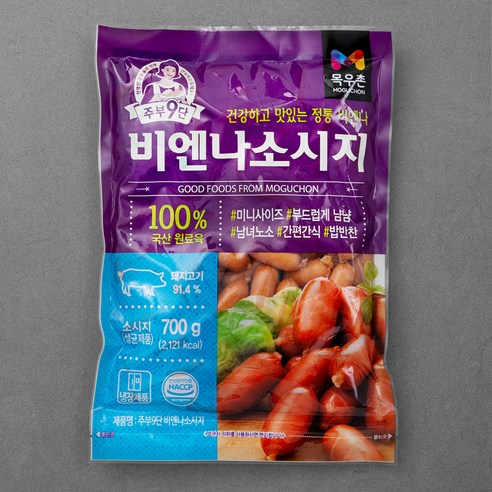 목우촌
MOGUCHON
주부9단
건강하고 맛있는 정통 비엔나
비엔나소시지
GOOD FOODS FROM MOGUCHON
100%
국산 원료육
#미니사이즈 #부드럽게 냠냠
#남녀노소 #간편간식 #밥반찬
돼지고기
91.4 %
소시지
(살균제품)
700 g
(2,121 kcal)
냉장제품
HACCP
제품명 : 주부9단 비엔나소시지